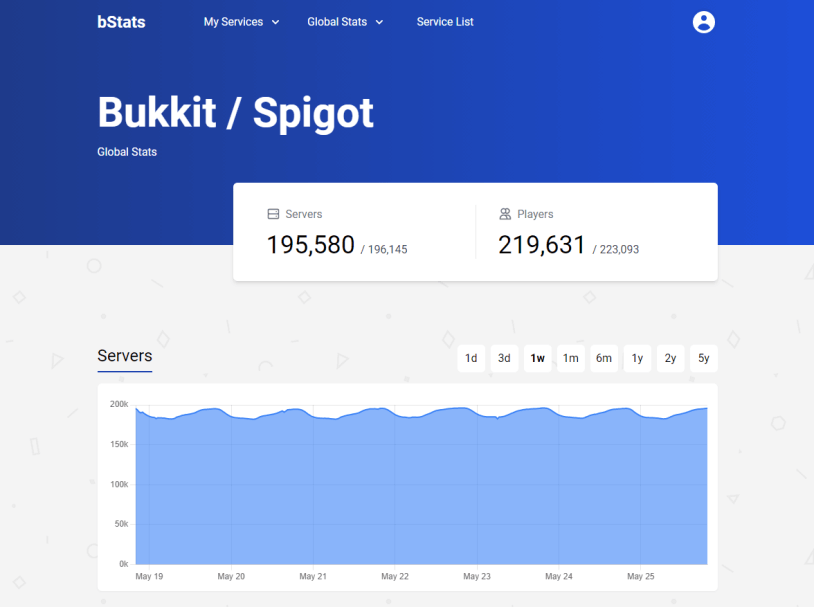 bStats My Services Global Stats Service List
Bukkit / Spigot
Global Stats
Servers Players
195,580 / 196,145 219,631 / 223,093
Servers 1d 3d 1w 1m 6m 1y 2y 5y
200k
150k
100k
50k
0k
May 19 May 20 May 21 May 22 May 23 May 24 May 25